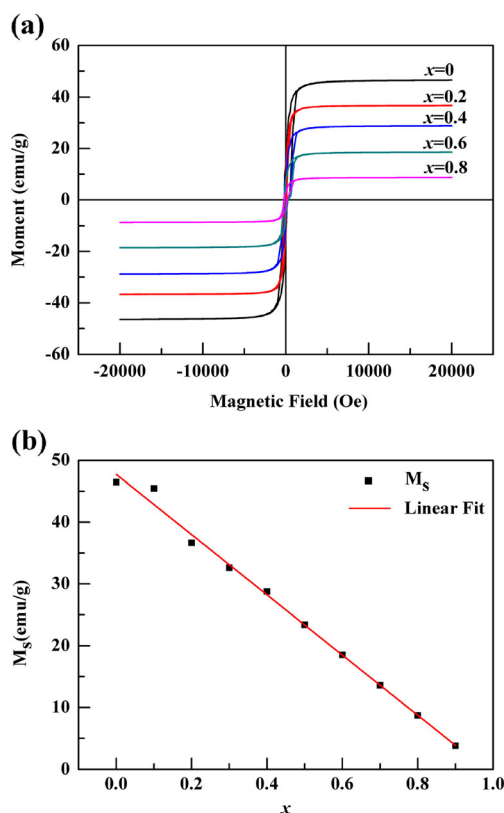 (a)
60
40
20
0
-20
-40
-60
Moment (emu/g)
x=0
x=0.2
x=0.4
x=0.6
x=0.8
-20000 -10000 0 10000 20000
Magnetic Field (Oe)
(b)
50
40
30
20
10
0
Ms(emu/g)
Ms
Linear Fit
0.0 0.2 0.4 0.6 0.8 1.0
x